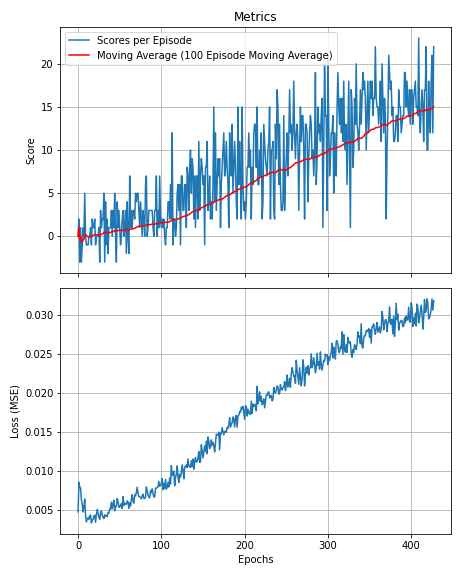 Metrics
Scores per Episode
Moving Average (100 Episode Moving Average)
20
15
10
5
0
Score
0.030
0.025
0.020
0.015
0.010
0.005
Loss (MSE)
0 100 200 300 400
Epochs